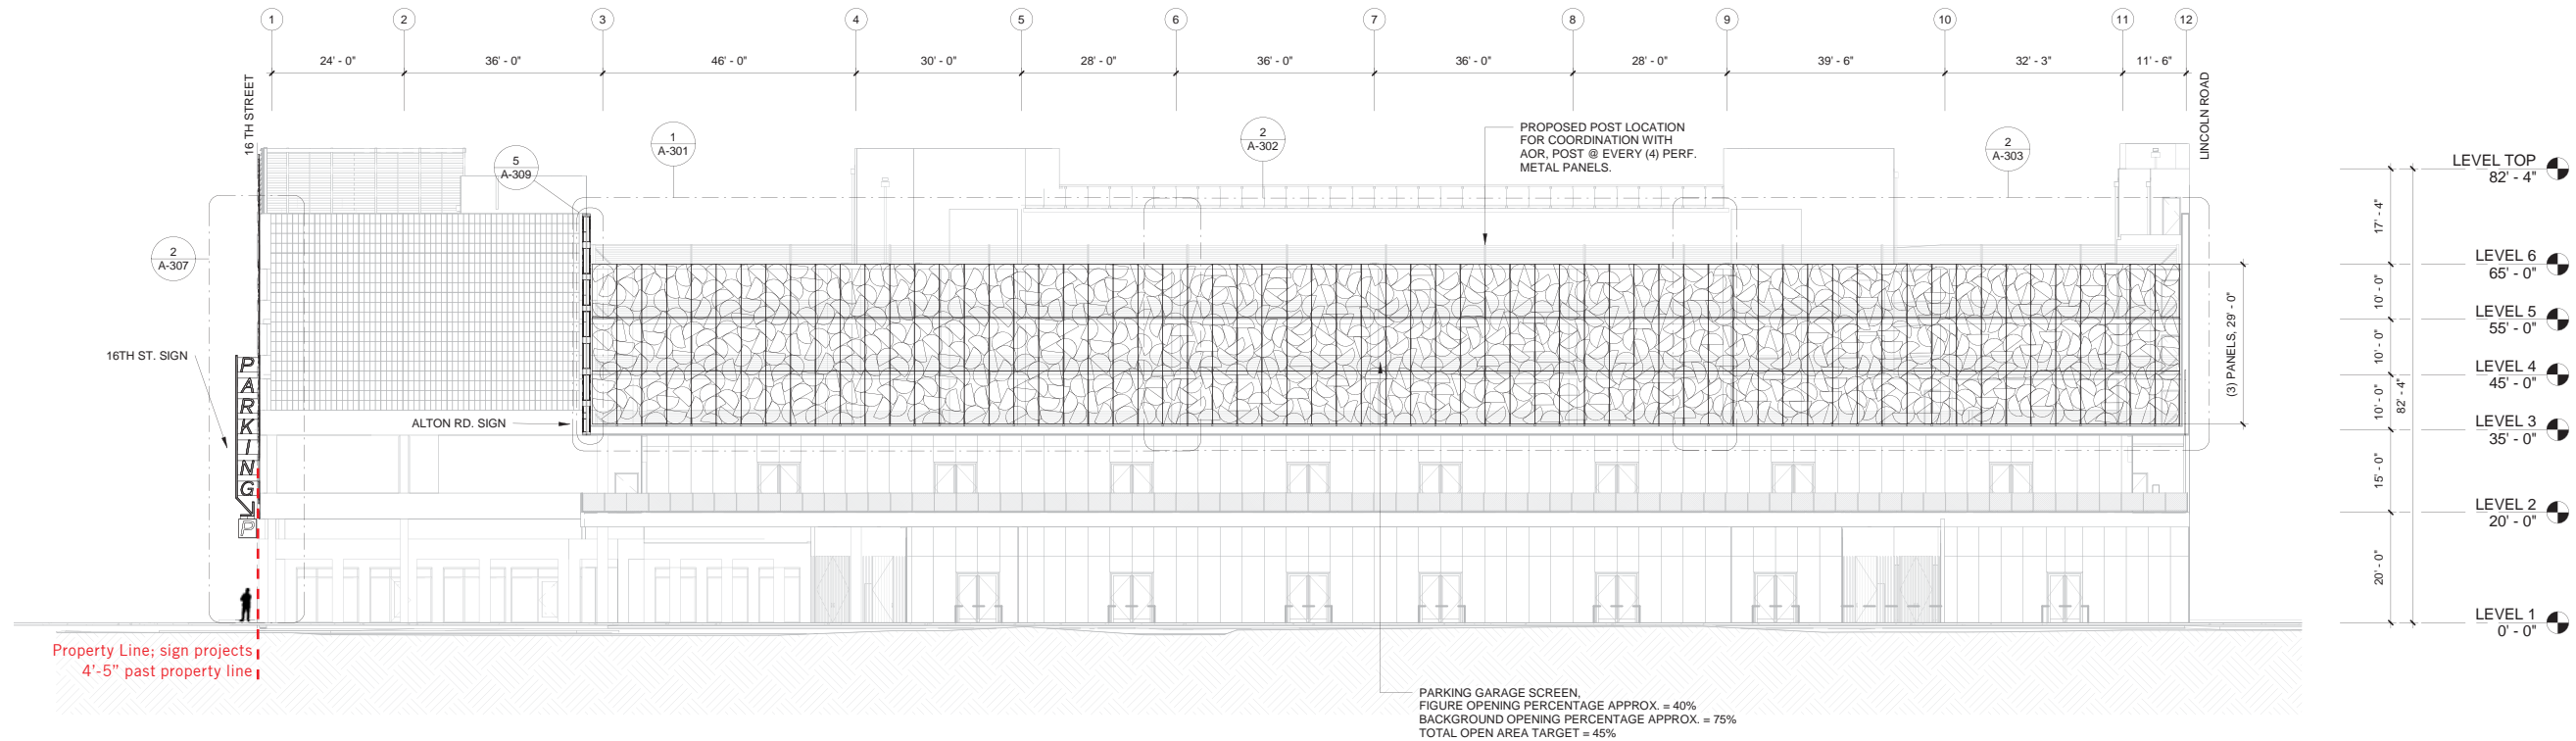 1
2
3
4
5
6
7
8
9
10
11
12
24' - 0"
36' - 0"
46' - 0"
30' - 0"
28' - 0"
36' - 0"
36' - 0"
28' - 0"
39' - 6"
32' - 3"
11' - 6"
16 TH STREET
LINCOLN ROAD
1
A-301
2
A-302
2
A-303
5
A-309
2
A-307
PROPOSED POST LOCATION
FOR COORDINATION WITH
AOR, POST @ EVERY (4) PERF.
METAL PANELS.
LEVEL TOP
82' - 4"
LEVEL 6
65' - 0"
LEVEL 5
55' - 0"
LEVEL 4
45' - 0"
LEVEL 3
35' - 0"
LEVEL 2
20' - 0"
LEVEL 1
0' - 0"
17' - 4"
10' - 0"
10' - 0"
10' - 0"
15' - 0"
20' - 0"
82' - 4"
(3) PANELS, 29' - 0"
16TH ST. SIGN
PARKING
P
ALTON RD. SIGN
Property Line; sign projects
4'-5” past property line
PARKING GARAGE SCREEN,
FIGURE OPENING PERCENTAGE APPROX. = 40%
BACKGROUND OPENING PERCENTAGE APPROX. = 75%
TOTAL OPEN AREA TARGET = 45%